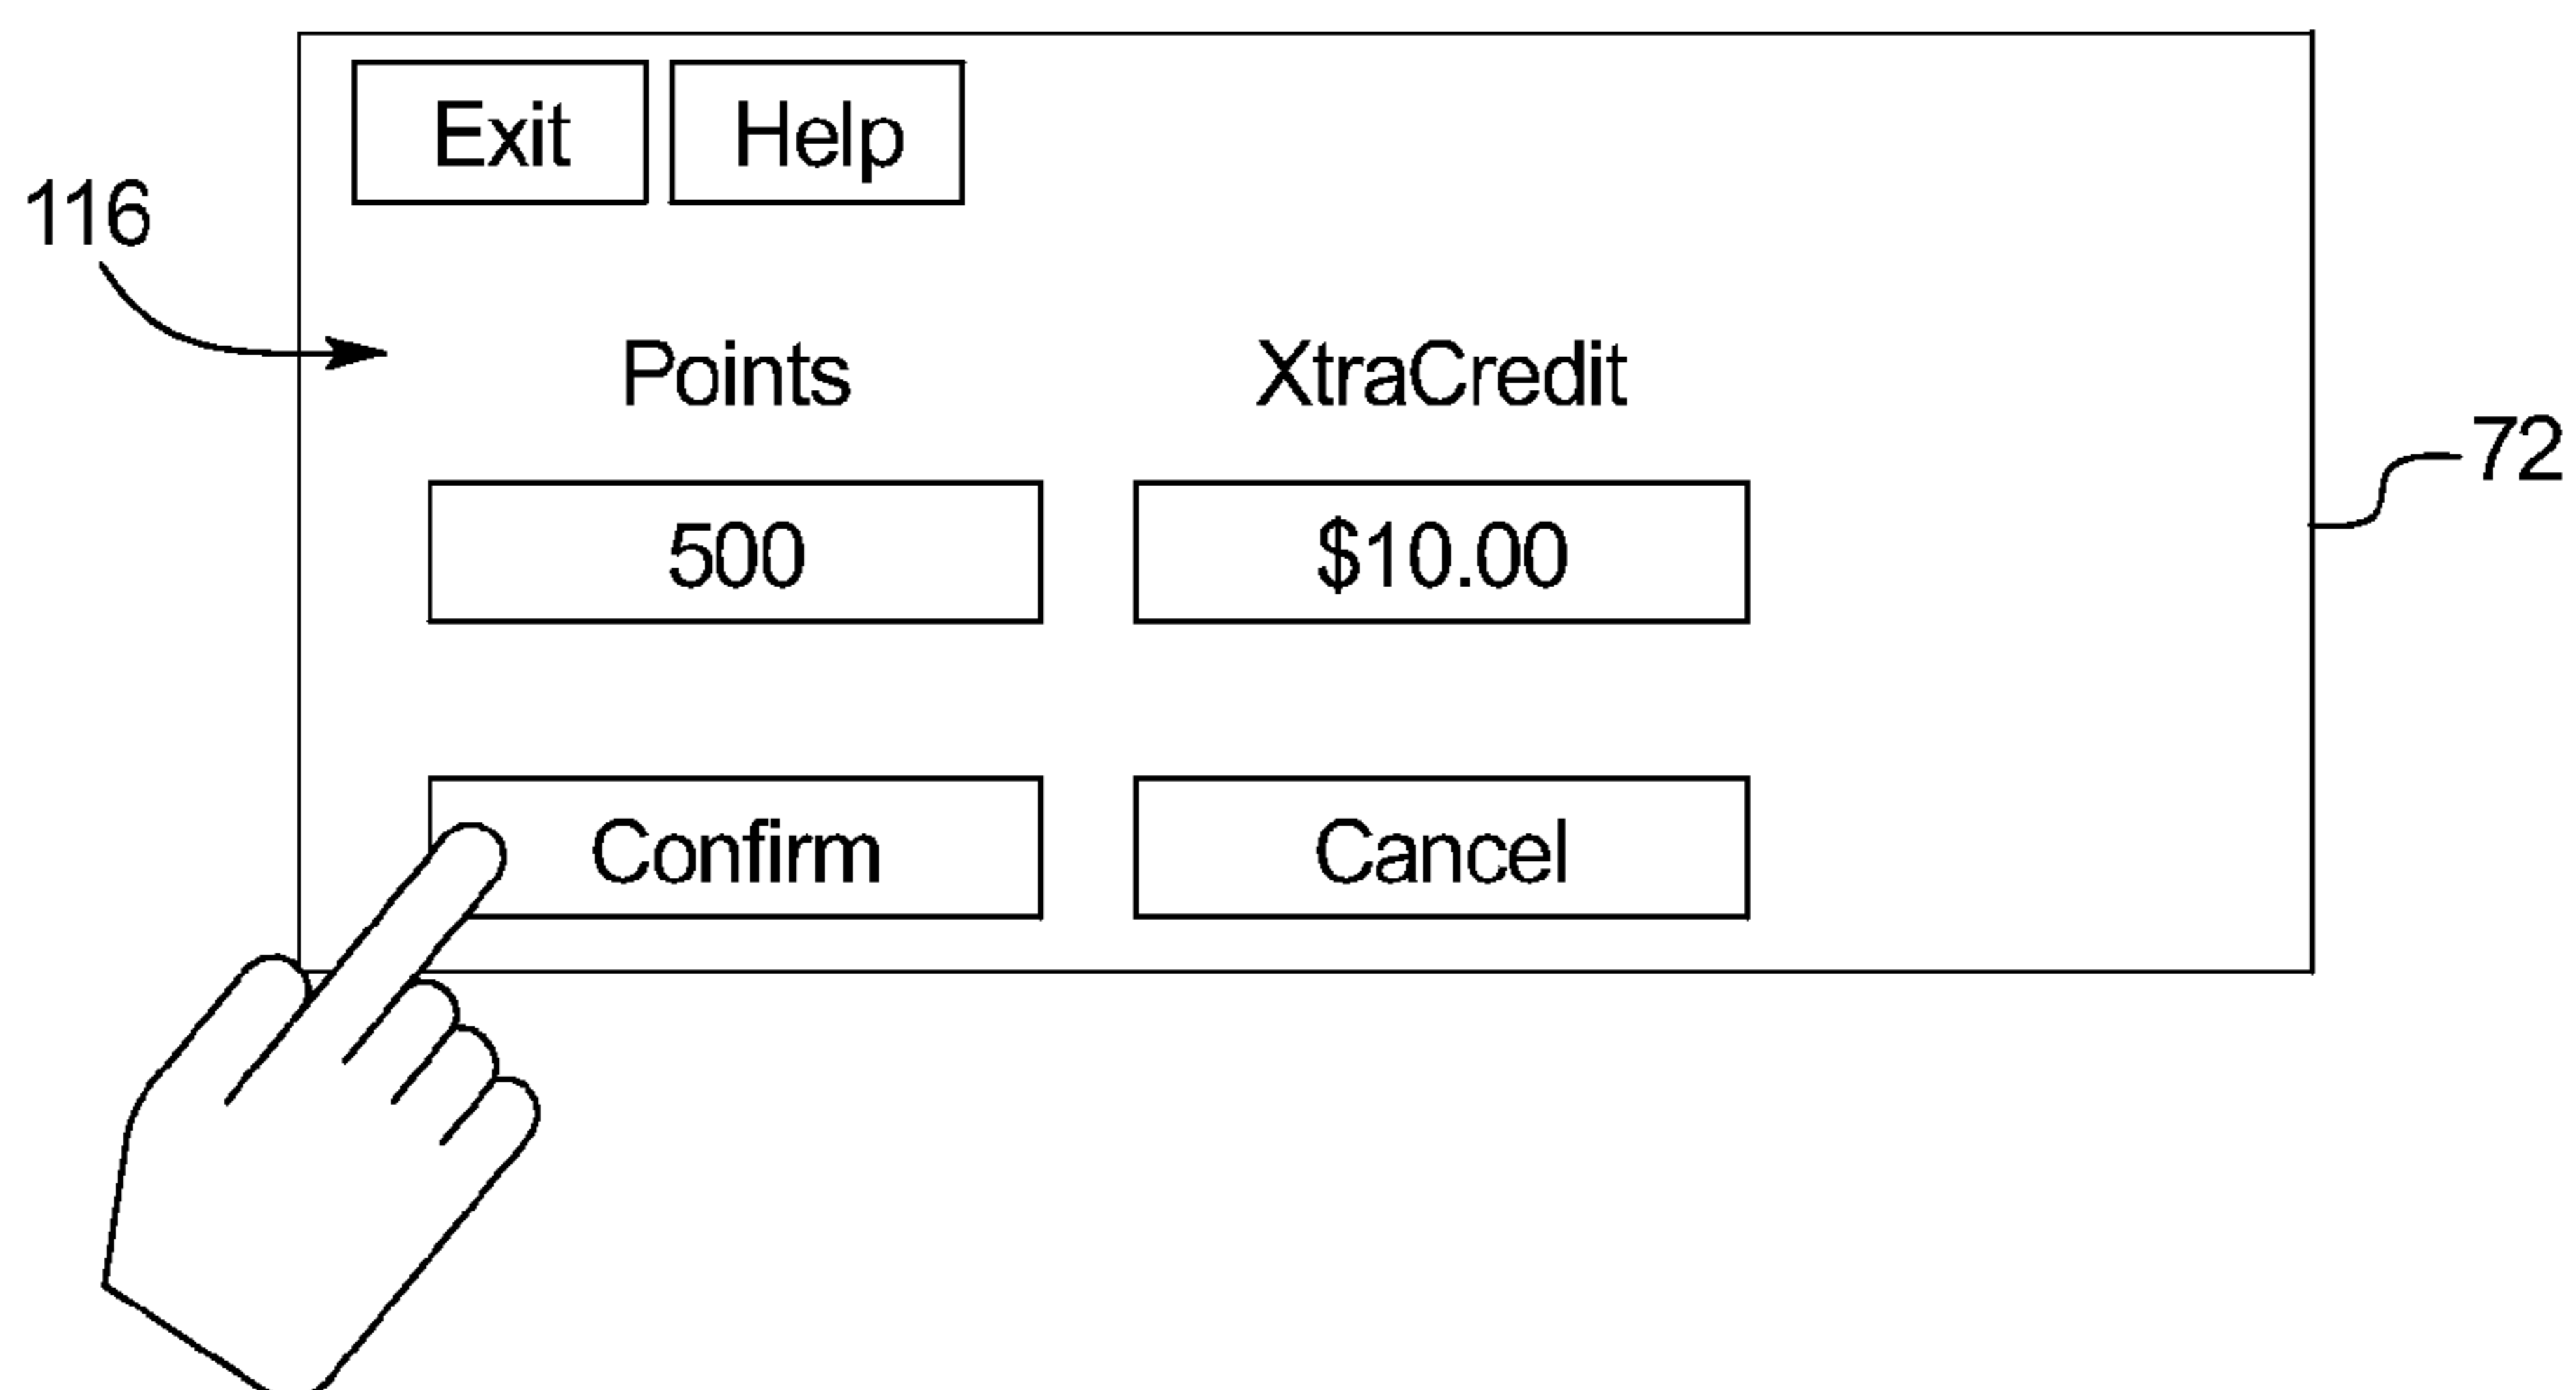 Exit Help
116
Points XtraCredit
72
500 $10.00
Confirm Cancel